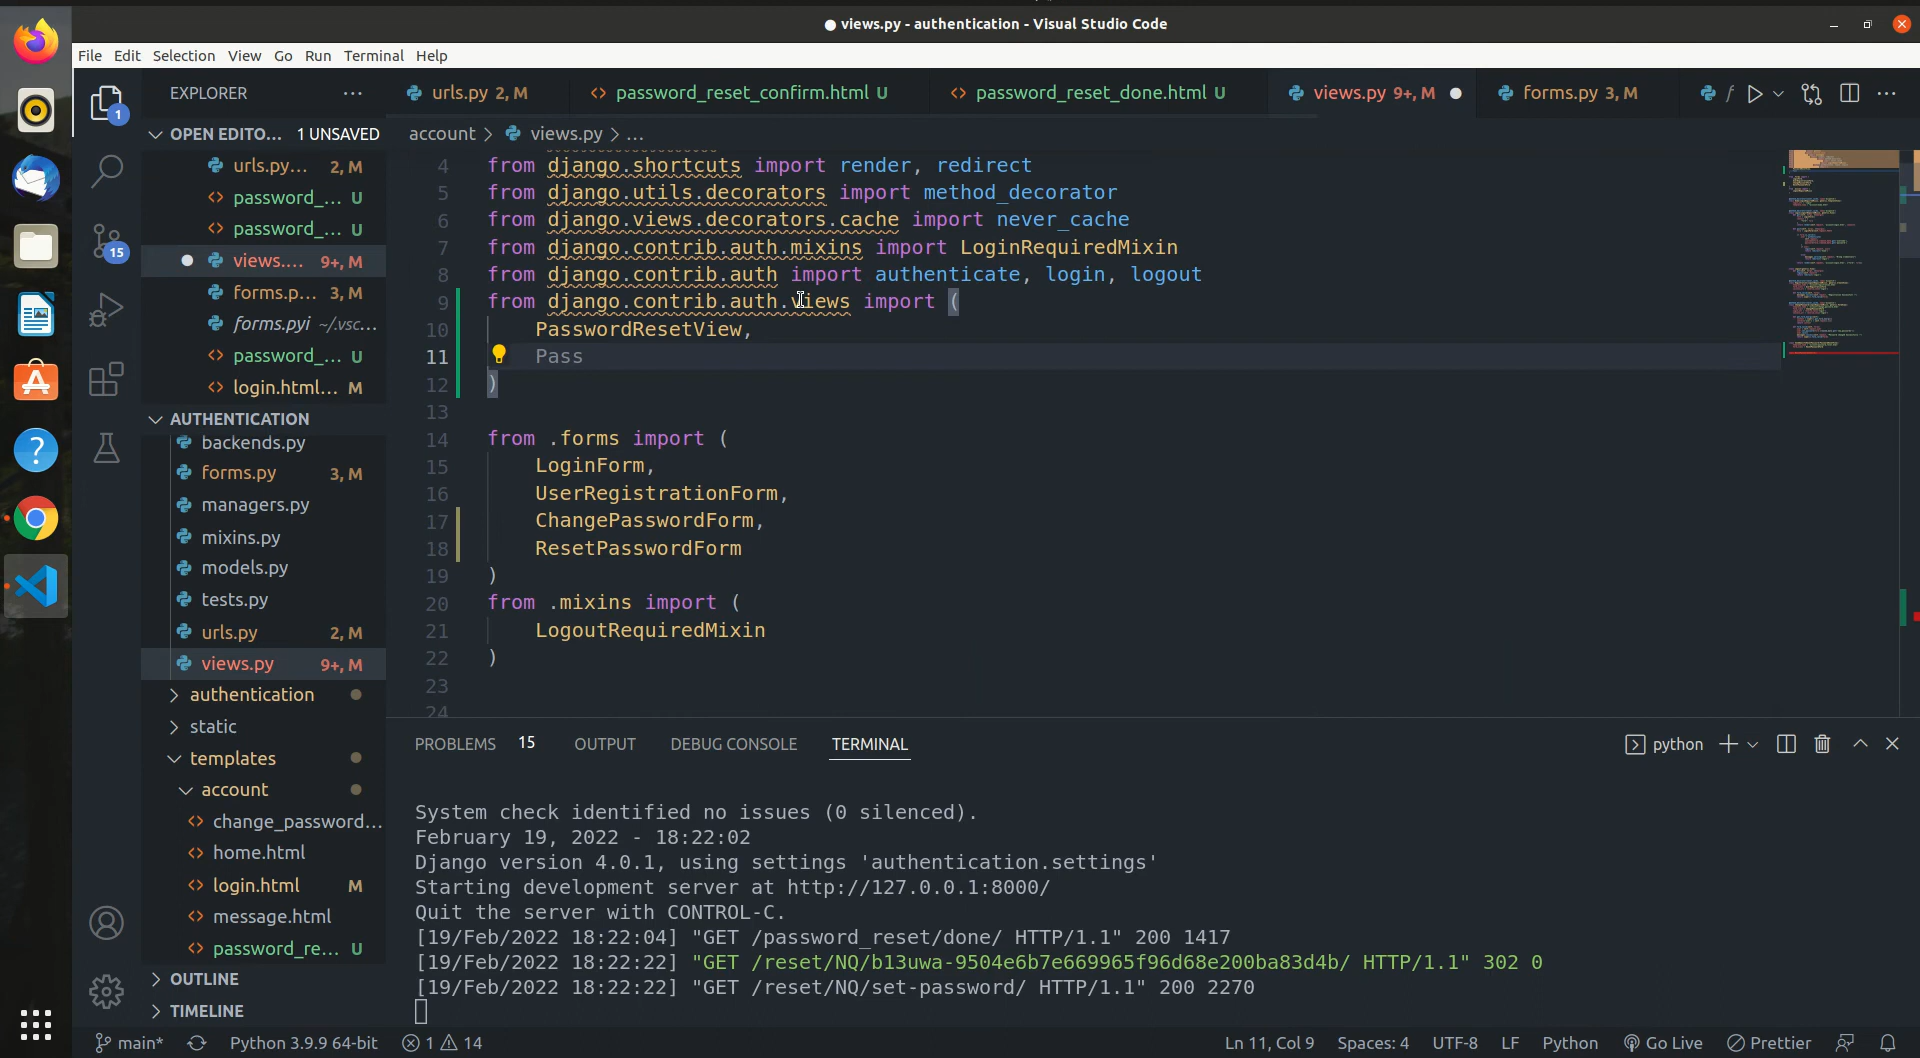 views.py - authentication - Visual Studio Code
File Edit Selection View Go Run Terminal Help
EXPLORER
urls.py 2, M
password_reset_confirm.html U
password_reset_done.html U
views.py 9+, M
forms.py 3, M
f
1
OPEN EDITO... 1 UNSAVED
urls.py... 2, M
password_... U
password_... U
views.... 9+, M
forms.p... 3, M
forms.pyi ~/.vsc...
password_... U
login.html... M
15
AUTHENTICATION
backends.py
forms.py 3, M
managers.py
mixins.py
models.py
tests.py
urls.py 2, M
views.py 9+, M
authentication
static
templates
account
change_password...
home.html
login.html M
message.html
password_re... U
OUTLINE
TIMELINE
account > views.py > ...
4 from django.shortcuts import render, redirect
5 from django.utils.decorators import method_decorator
6 from django.views.decorators.cache import never_cache
7 from django.contrib.auth.mixins import LoginRequiredMixin
8 from django.contrib.auth import authenticate, login, logout
9 from django.contrib.auth.views import (
10 PasswordResetView,
11 Pass
12 )
13
14 from .forms import (
15 LoginForm,
16 UserRegistrationForm,
17 ChangePasswordForm,
18 ResetPasswordForm
19 )
20 from .mixins import (
21 LogoutRequiredMixin
22 )
23
24
PROBLEMS 15 OUTPUT DEBUG CONSOLE TERMINAL
python
System check identified no issues (0 silenced).
February 19, 2022 - 18:22:02
Django version 4.0.1, using settings 'authentication.settings'
Starting development server at http://127.0.0.1:8000/
Quit the server with CONTROL-C.
[19/Feb/2022 18:22:04] "GET /password_reset/done/ HTTP/1.1" 200 1417
[19/Feb/2022 18:22:22] "GET /reset/NQ/b13uwa-9504e6b7e669965f96d68e200ba83d4b/ HTTP/1.1" 302 0
[19/Feb/2022 18:22:22] "GET /reset/NQ/set-password/ HTTP/1.1" 200 2270
main* Python 3.9.9 64-bit 1 14 Ln 11, Col 9 Spaces: 4 UTF-8 LF Python Go Live Prettier